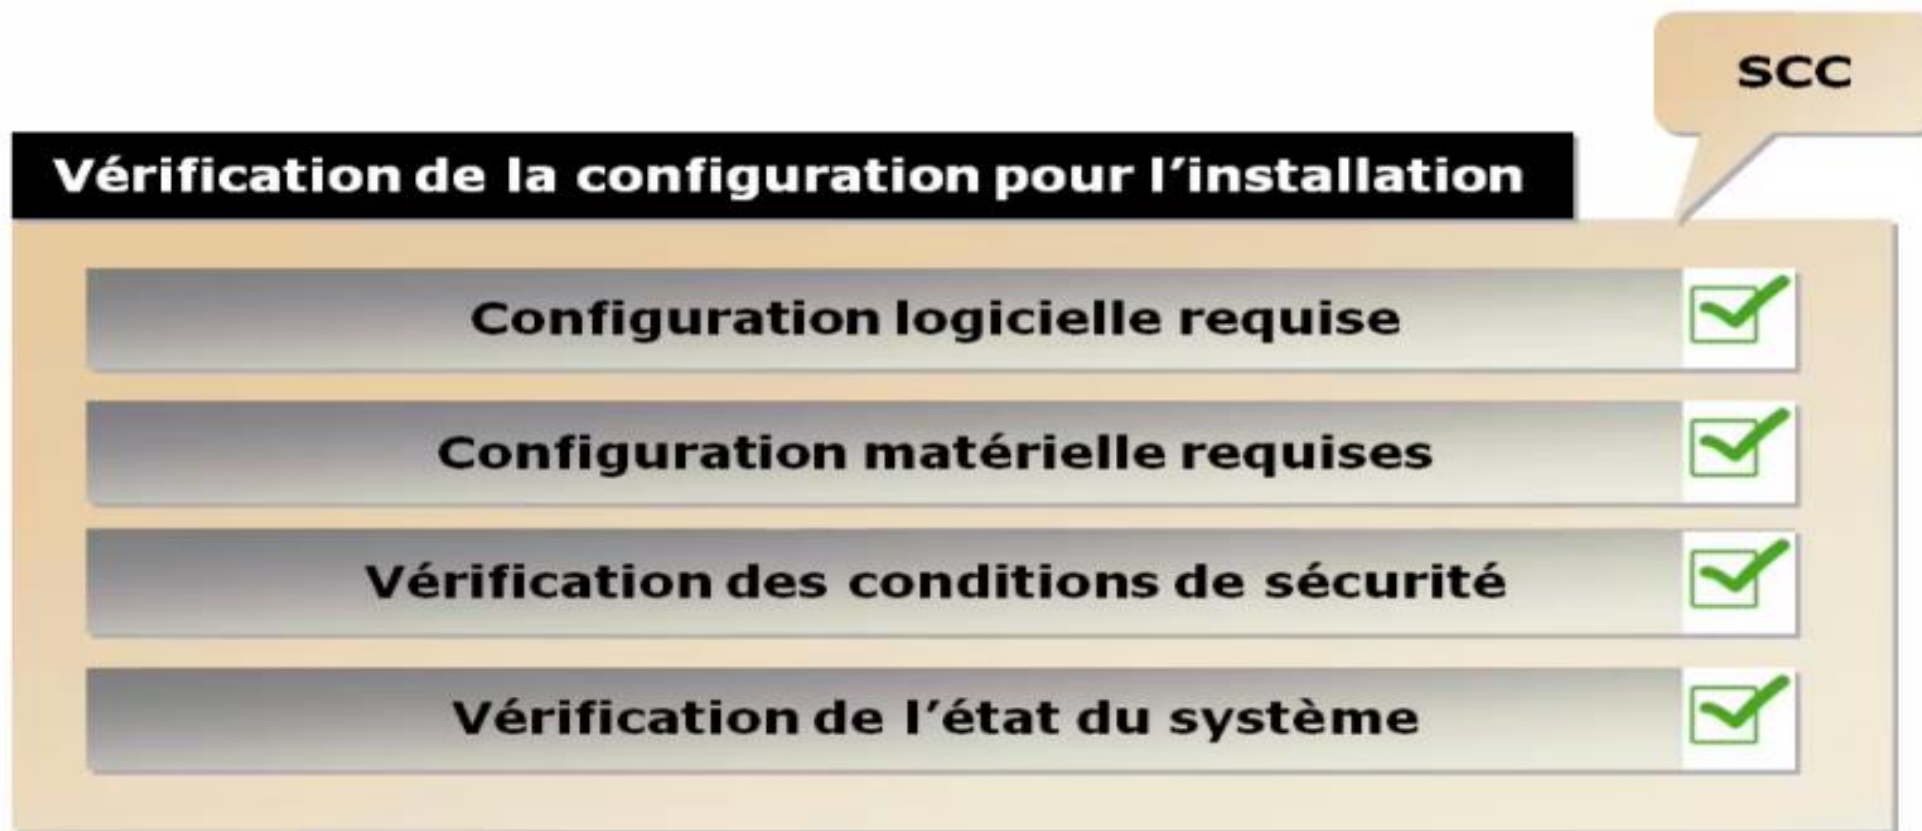 SCC
Vérification de la configuration pour l’installation
Configuration logicielle requise
Configuration matérielle requises
Vérification des conditions de sécurité
Vérification de l’état du système